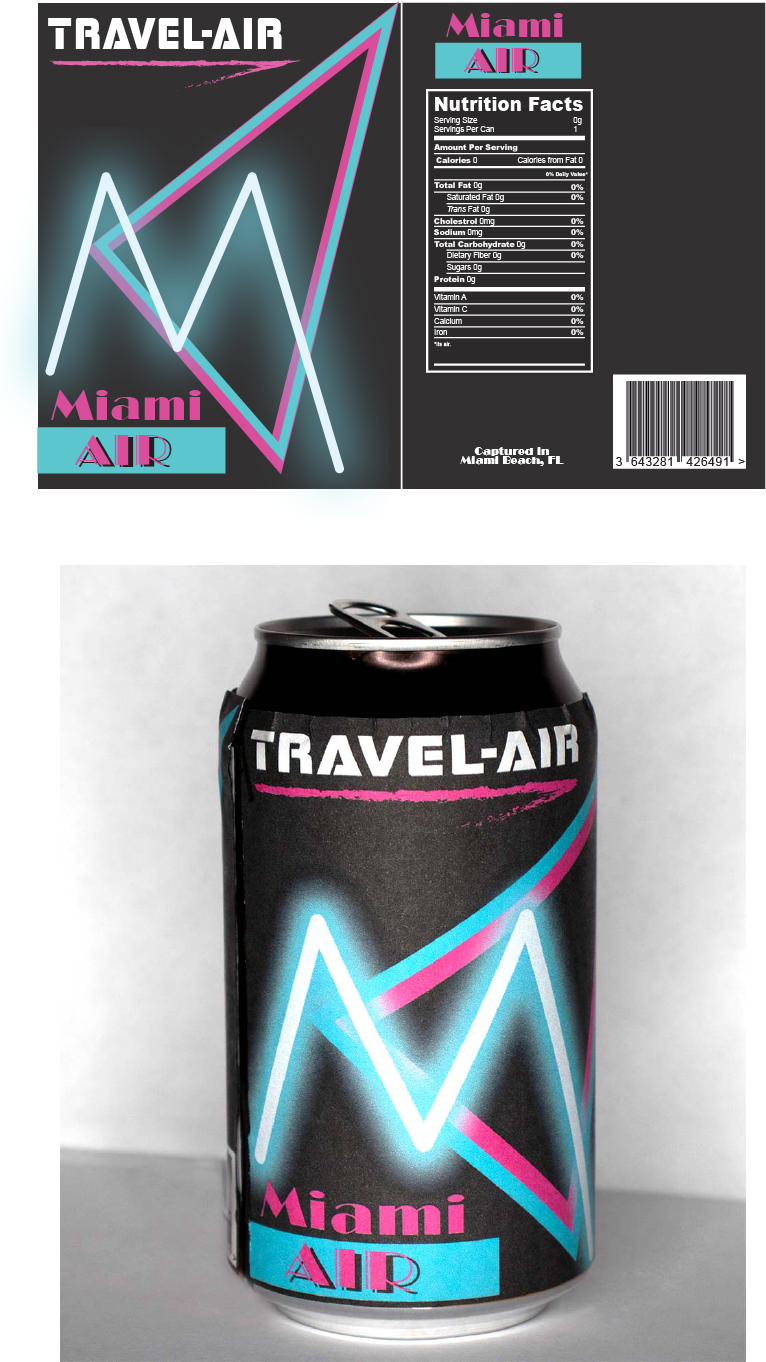 TRAVEL-AIR
Miami
AIR
Miami
AIR
Nutrition Facts
Serving Size 0g
Servings Per Can 1
Amount Per Serving
Calories 0 Calories from Fat 0
0% Daily Value*
Total Fat 0g 0%
Saturated Fat 0g 0%
Trans Fat 0g
Cholestrol 0mg 0%
Sodium 0mg 0%
Total Carbohydrate 0g 0%
Dietary Fiber 0g 0%
Sugars 0g
Protein 0g
Vitamin A 0%
Vitamin C 0%
Calcium 0%
Iron 0%
*its air.
Captured In
Miami Beach, FL
3 643281 426491 >
TRAVEL-AIR
Miami
AIR